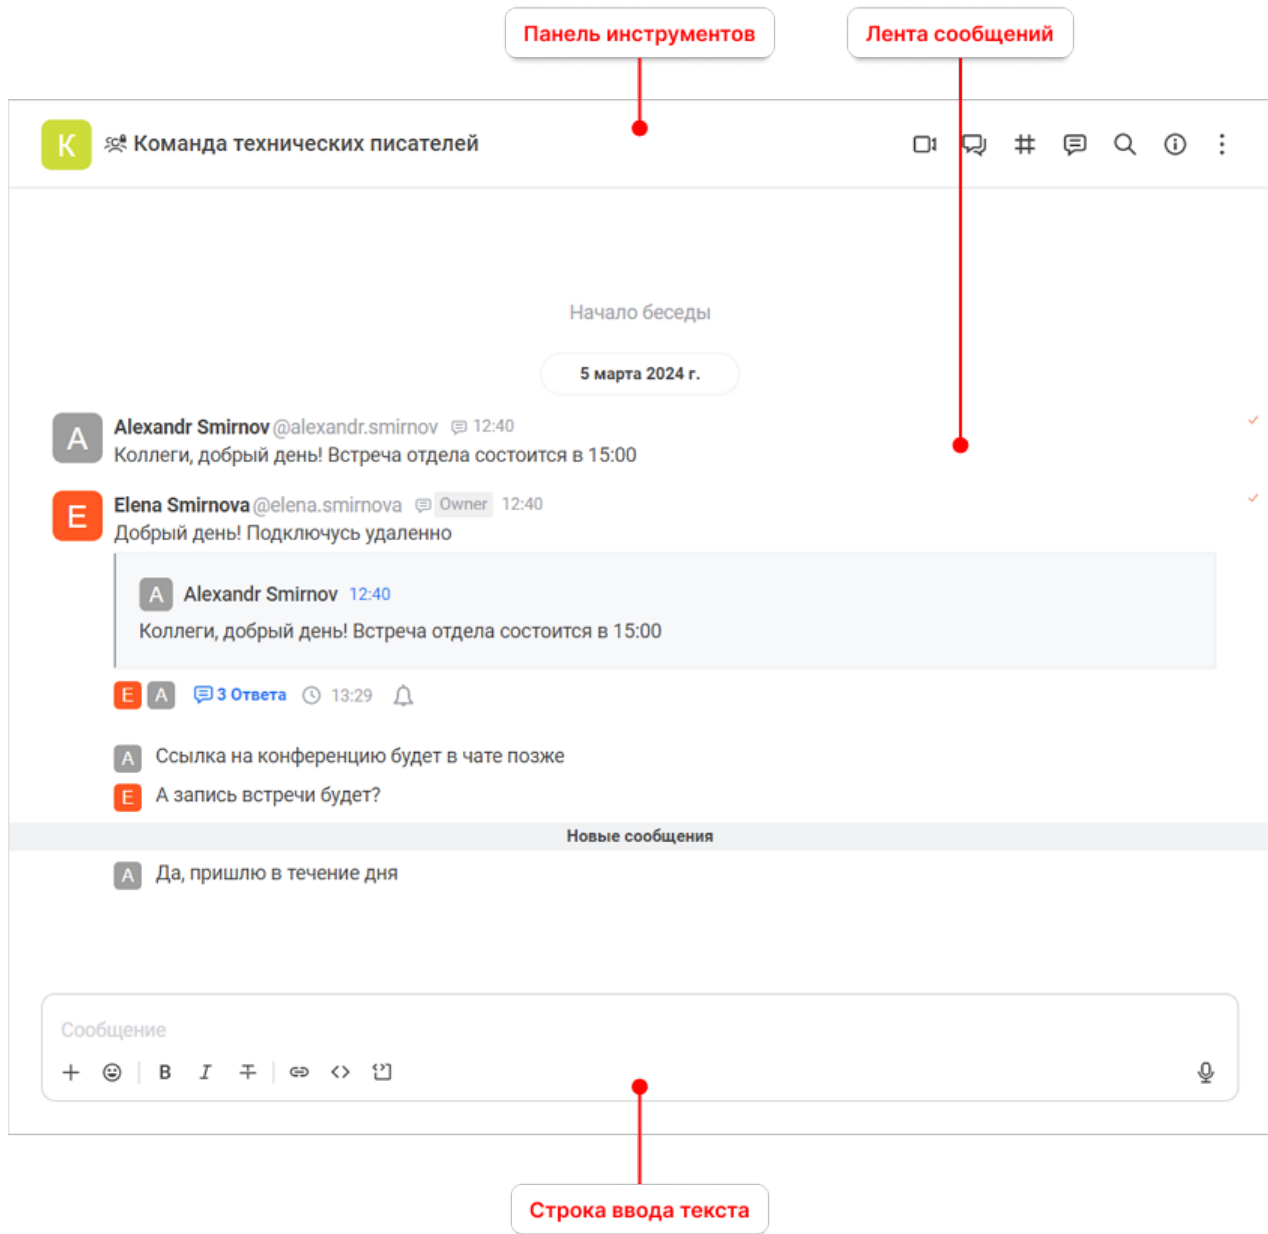 Панель инструментов
Лента сообщений
К
Команда технических писателей
Начало беседы
5 марта 2024 г.
A
Alexandr Smirnov @alexandr.smirnov 12:40
Коллеги, добрый день! Встреча отдела состоится в 15:00
E
Elena Smirnova @elena.smirnova Owner 12:40
Добрый день! Подключусь удаленно
A Alexandr Smirnov 12:40
Коллеги, добрый день! Встреча отдела состоится в 15:00
E A 3 Ответа 13:29
A Ссылка на конференцию будет в чате позже
E А запись встречи будет?
Новые сообщения
A Да, пришлю в течение дня
Сообщение
B I T
Строка ввода текста